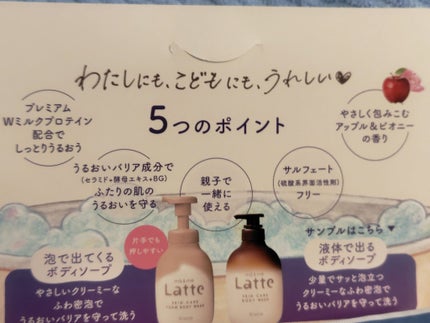 わたしにも、こどもにも、うれしい♥
5つのポイント
プレミアム
Wミルクプロテイン
配合で
しっとりうるおう
うるおいバリア成分で
(セラミド+酵母エキス+BG)
ふたりの肌の
うるおいを守る
親子で
一緒に
使える
サルフェート
(硫酸系界面活性剤)
フリー
やさしく包みこむ
アップル&ピオニー
の香り
泡で出てくる
ボディソープ
やさしいクリーミーな
ふわ密泡で
うるおいバリアを守って洗う
片手でも
押しやすい
Latte
SKIN CARE
FOAM BODY WASH
Latte
SKIN CARE
BODY WASH
サンプルはこちら♥
液体で出る
ボディソープ
少量でサッと泡立つ
クリーミーなふわ密泡で
うるおいバリアを守って洗う